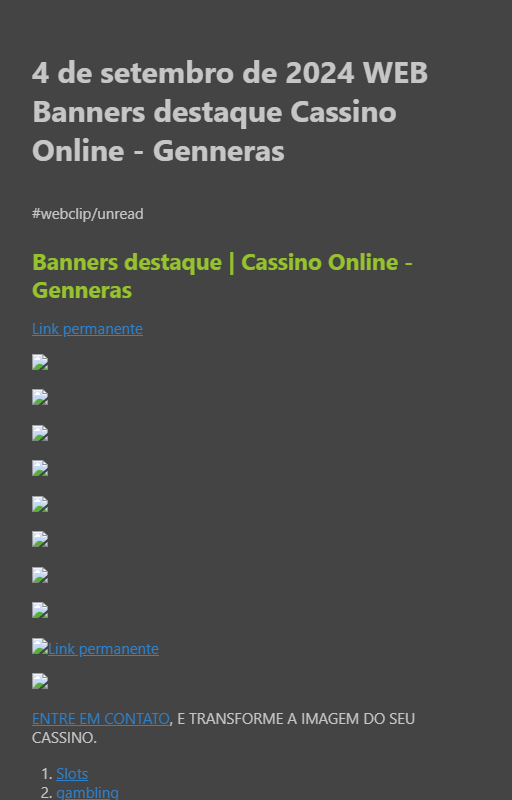 4 de setembro de 2024 WEB
Banners destaque Cassino
Online - Genneras
#webclip/unread
Banners destaque | Cassino Online -
Genneras
Link permanente
Link permanente
ENTRE EM CONTATO, E TRANSFORME A IMAGEM DO SEU
CASSINO.
1. Slots
2. gambling